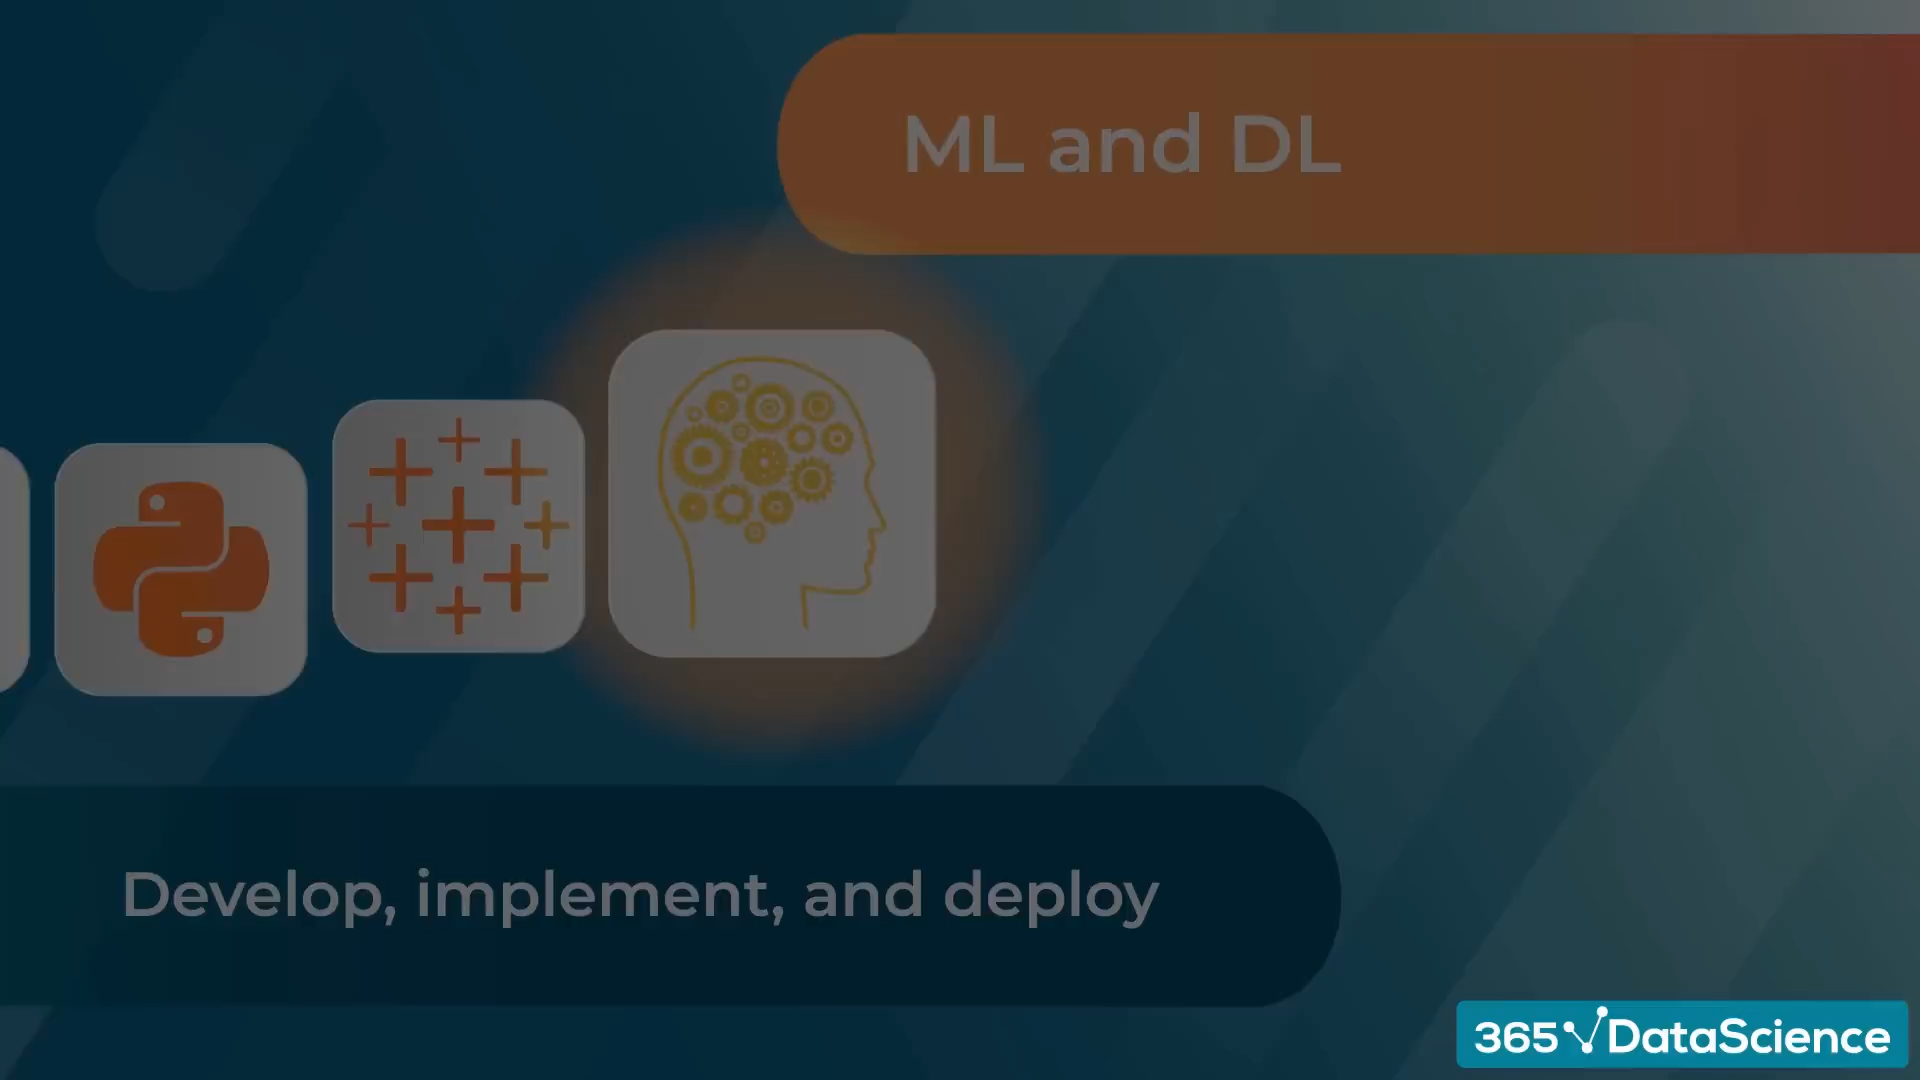 ML and DL
Develop, implement, and deploy
365 DataScience